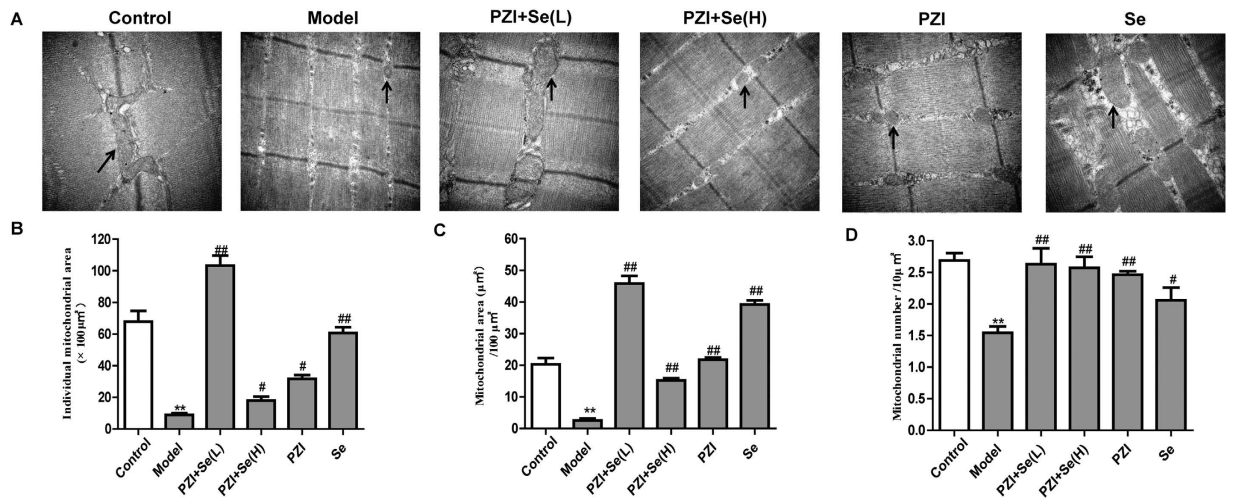 A
Control
Model
PZI+Se(L)
PZI+Se(H)
PZI
Se
B
Individual mitochondrial area
(× 100μm²)
120
100
80
60
40
20
0
**
##
#
#
##
Control
Model
PZI+Se(L)
PZI+Se(H)
PZI
Se
C
Mitochondrial area (μm²)
/100 μm²
60
50
40
30
20
10
0
**
##
##
##
##
Control
Model
PZI+Se(L)
PZI+Se(H)
PZI
Se
D
Mitochondrial number /10μ m²
3.0
2.5
2.0
1.5
1.0
0.5
0.0
**
##
##
##
#
Control
Model
PZI+Se(L)
PZI+Se(H)
PZI
Se